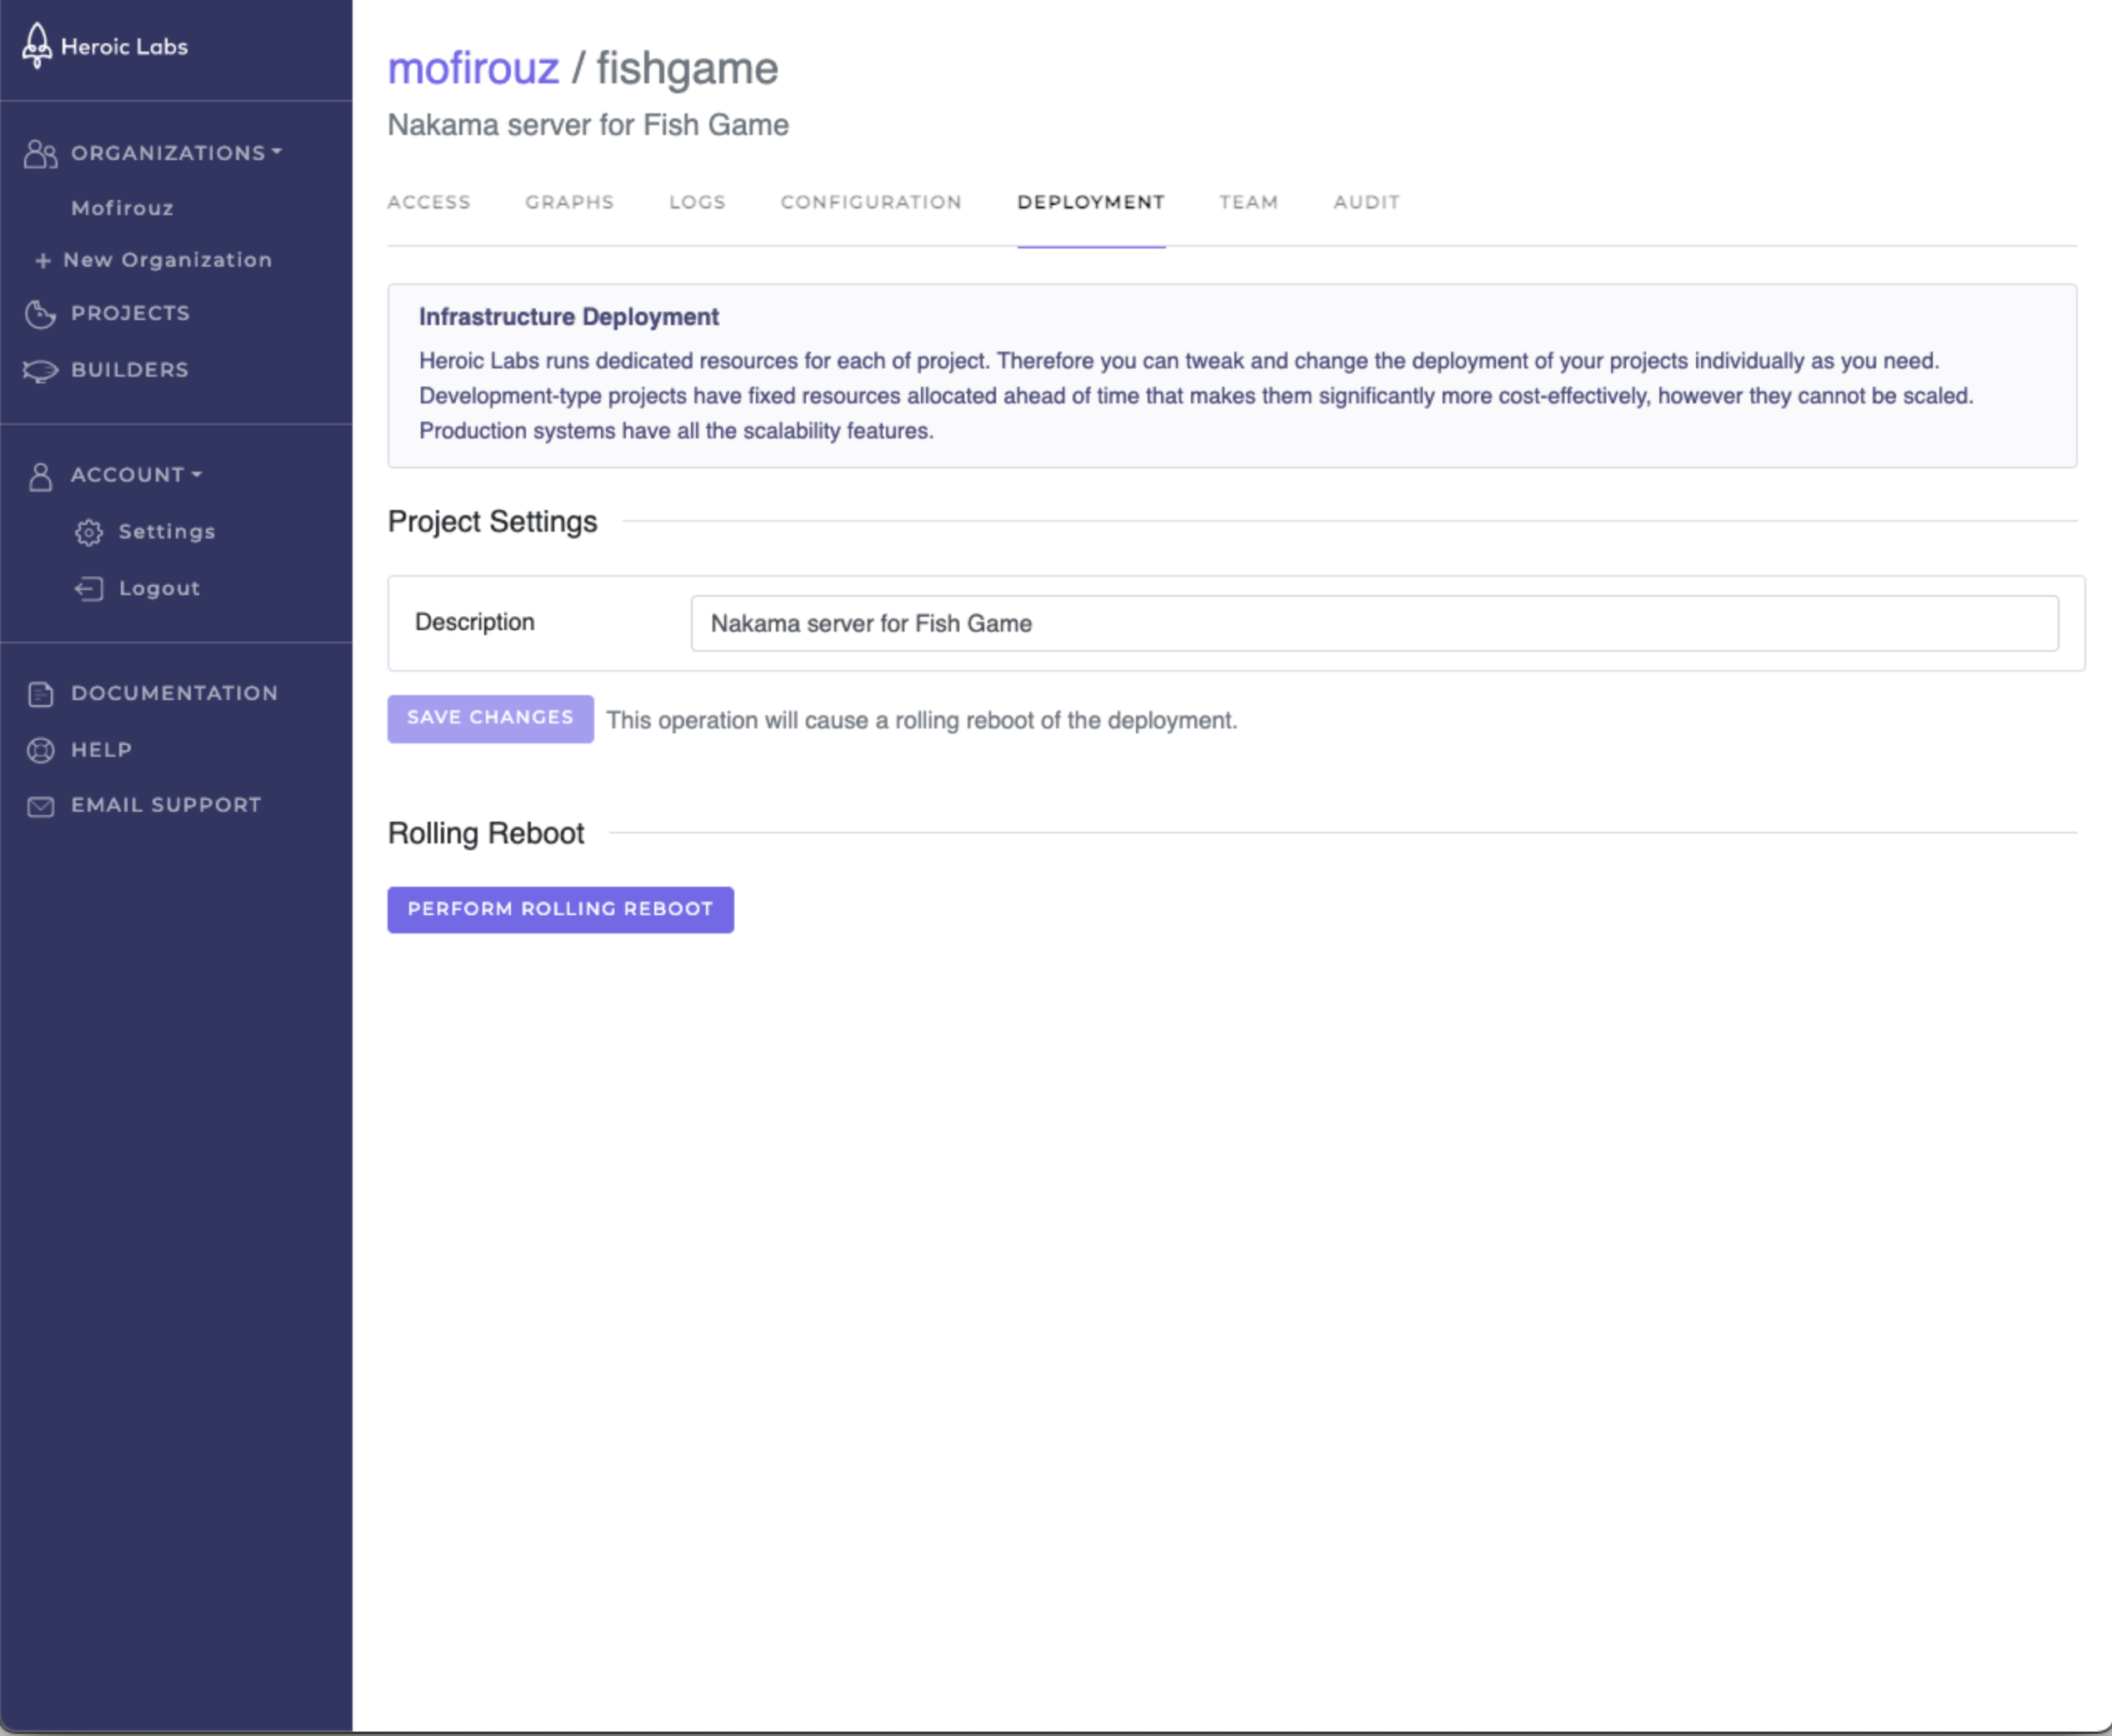 Heroic Labs
ORGANIZATIONS
Mofirouz
+ New Organization
PROJECTS
BUILDERS
ACCOUNT
Settings
Logout
DOCUMENTATION
HELP
EMAIL SUPPORT
mofirouz / fishgame
Nakama server for Fish Game
ACCESS GRAPHS LOGS CONFIGURATION DEPLOYMENT TEAM AUDIT
Infrastructure Deployment
Heroic Labs runs dedicated resources for each of project. Therefore you can tweak and change the deployment of your projects individually as you need.
Development-type projects have fixed resources allocated ahead of time that makes them significantly more cost-effectively, however they cannot be scaled.
Production systems have all the scalability features.
Project Settings
Description Nakama server for Fish Game
SAVE CHANGES This operation will cause a rolling reboot of the deployment.
Rolling Reboot
PERFORM ROLLING REBOOT